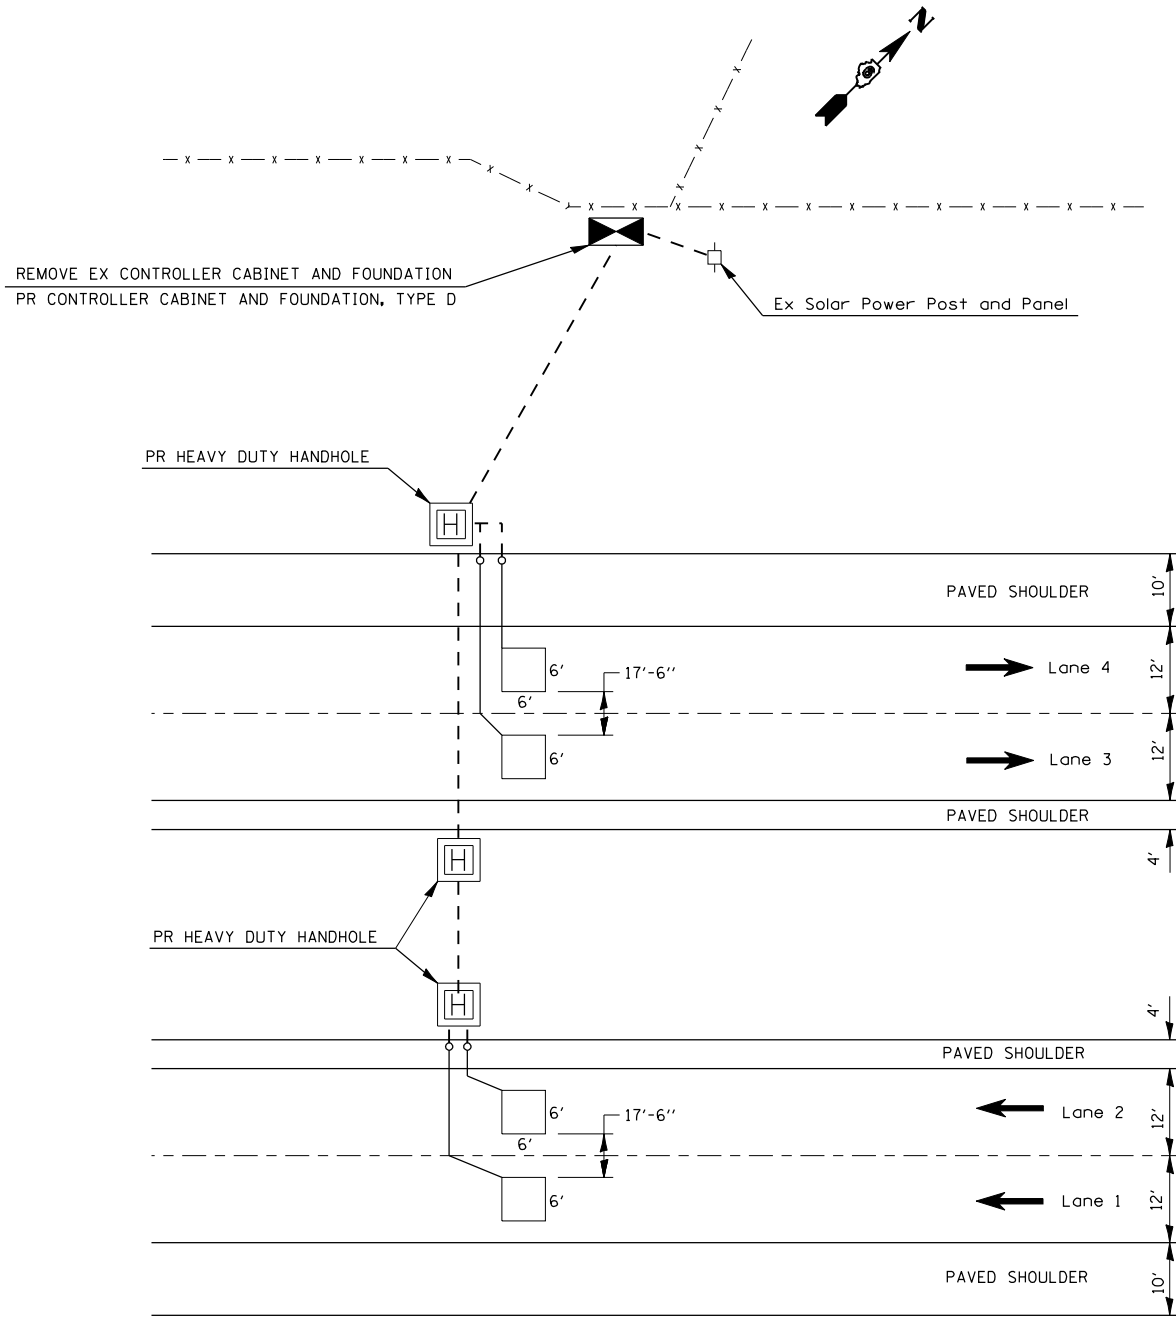 N
REMOVE EX CONTROLLER CABINET AND FOUNDATION
PR CONTROLLER CABINET AND FOUNDATION, TYPE D
Ex Solar Power Post and Panel
PR HEAVY DUTY HANDHOLE
H
PAVED SHOULDER
10'
6'
17'-6''
Lane 4
12'
6'
6'
Lane 3
12'
PAVED SHOULDER
H
4'
PR HEAVY DUTY HANDHOLE
H
4'
PAVED SHOULDER
6'
17'-6''
Lane 2
12'
6'
6'
Lane 1
12'
PAVED SHOULDER
10'